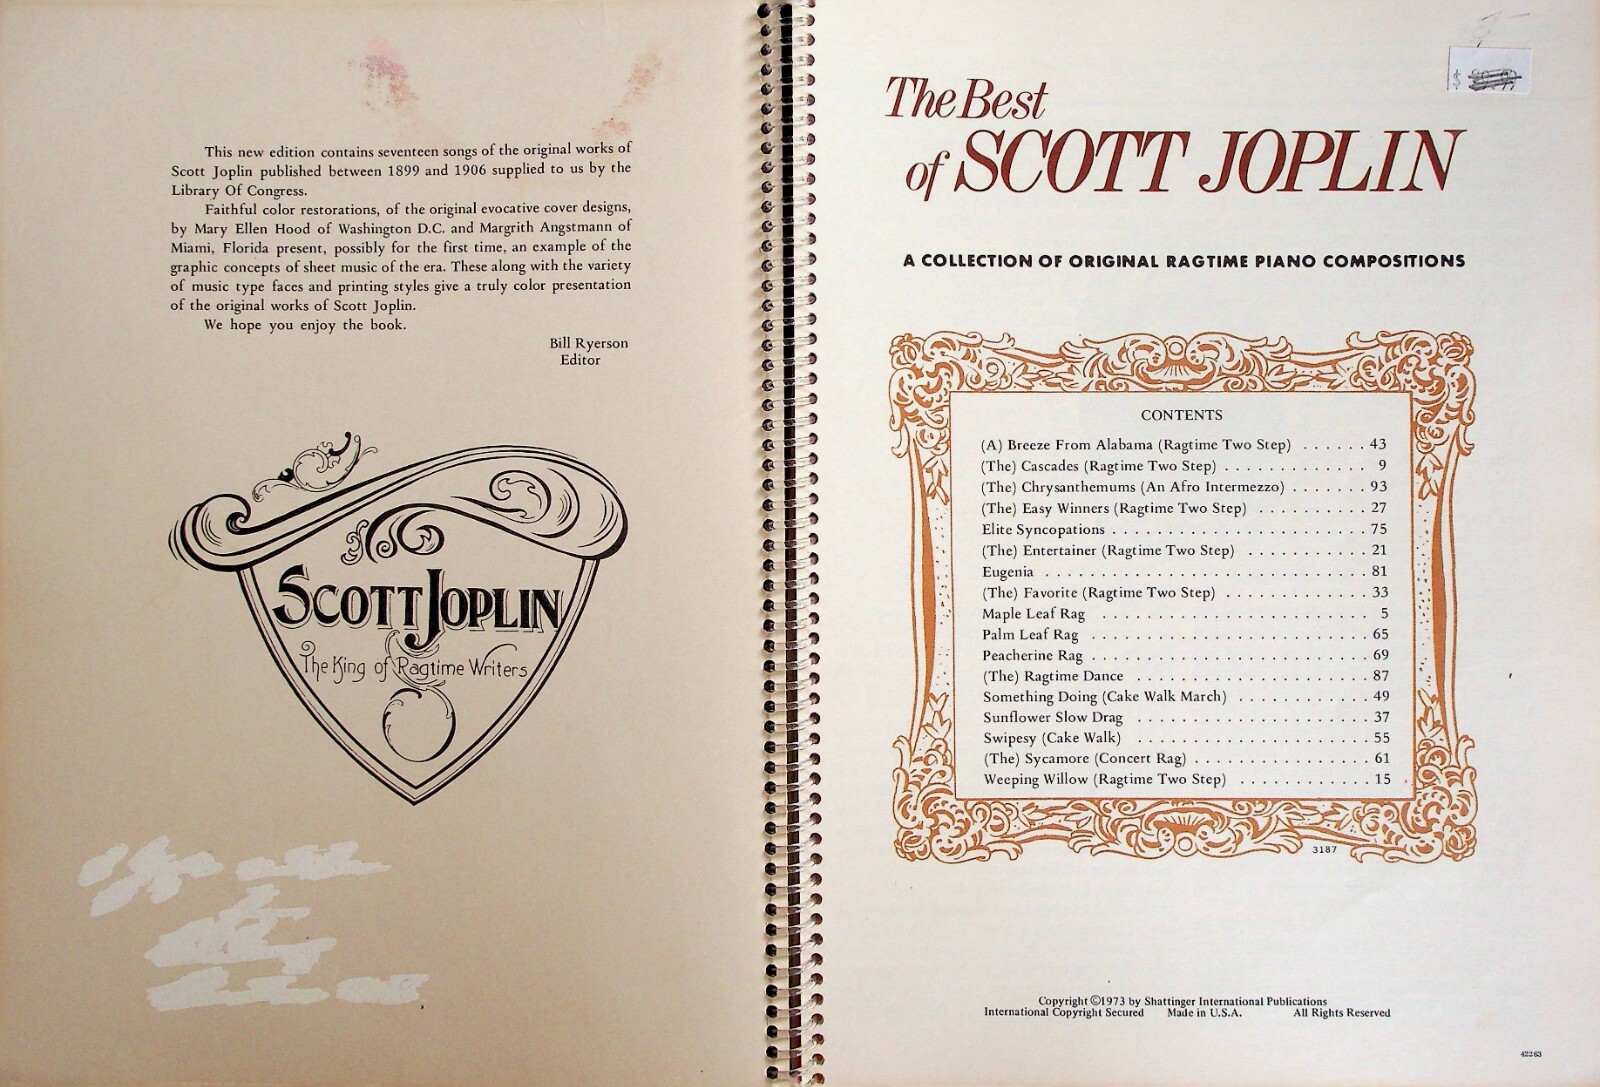 This new edition contains seventeen songs of the original works of
Scott Joplin published between 1899 and 1906 supplied to us by the
Library Of Congress.
Faithful color restorations, of the original evocative cover designs,
by Mary Ellen Hood of Washington D.C. and Margrith Angstmann of
Miami, Florida present, possibly for the first time, an example of the
graphic concepts of sheet music of the era. These along with the variety
of music type faces and printing styles give a truly color presentation
of the original works of Scott Joplin.
We hope you enjoy the book.
Bill Ryerson
Editor
SCOTT JOPLIN
The King of Ragtime Writers
$
The Best
of SCOTT JOPLIN
A COLLECTION OF ORIGINAL RAGTIME PIANO COMPOSITIONS
CONTENTS
(A) Breeze From Alabama (Ragtime Two Step) . . . . . . 43
(The) Cascades (Ragtime Two Step) . . . . . . . . . . . . . 9
(The) Chrysanthemums (An Afro Intermezzo) . . . . . . . 93
(The) Easy Winners (Ragtime Two Step) . . . . . . . . . . 27
Elite Syncopations . . . . . . . . . . . . . . . . . . . . . . . 75
(The) Entertainer (Ragtime Two Step) . . . . . . . . . . . 21
Eugenia . . . . . . . . . . . . . . . . . . . . . . . . . . . . . 81
(The) Favorite (Ragtime Two Step) . . . . . . . . . . . . . 33
Maple Leaf Rag . . . . . . . . . . . . . . . . . . . . . . . . 5
Palm Leaf Rag . . . . . . . . . . . . . . . . . . . . . . . . . 65
Peacherine Rag . . . . . . . . . . . . . . . . . . . . . . . . . 69
(The) Ragtime Dance . . . . . . . . . . . . . . . . . . . . . 87
Something Doing (Cake Walk March) . . . . . . . . . . . . 49
Sunflower Slow Drag . . . . . . . . . . . . . . . . . . . . . 37
Swipesy (Cake Walk) . . . . . . . . . . . . . . . . . . . . . 55
(The) Sycamore (Concert Rag) . . . . . . . . . . . . . . . . 61
Weeping Willow (Ragtime Two Step) . . . . . . . . . . . . 15
3187
Copyright ©1973 by Shattinger International Publications
International Copyright Secured Made in U.S.A. All Rights Reserved
42263